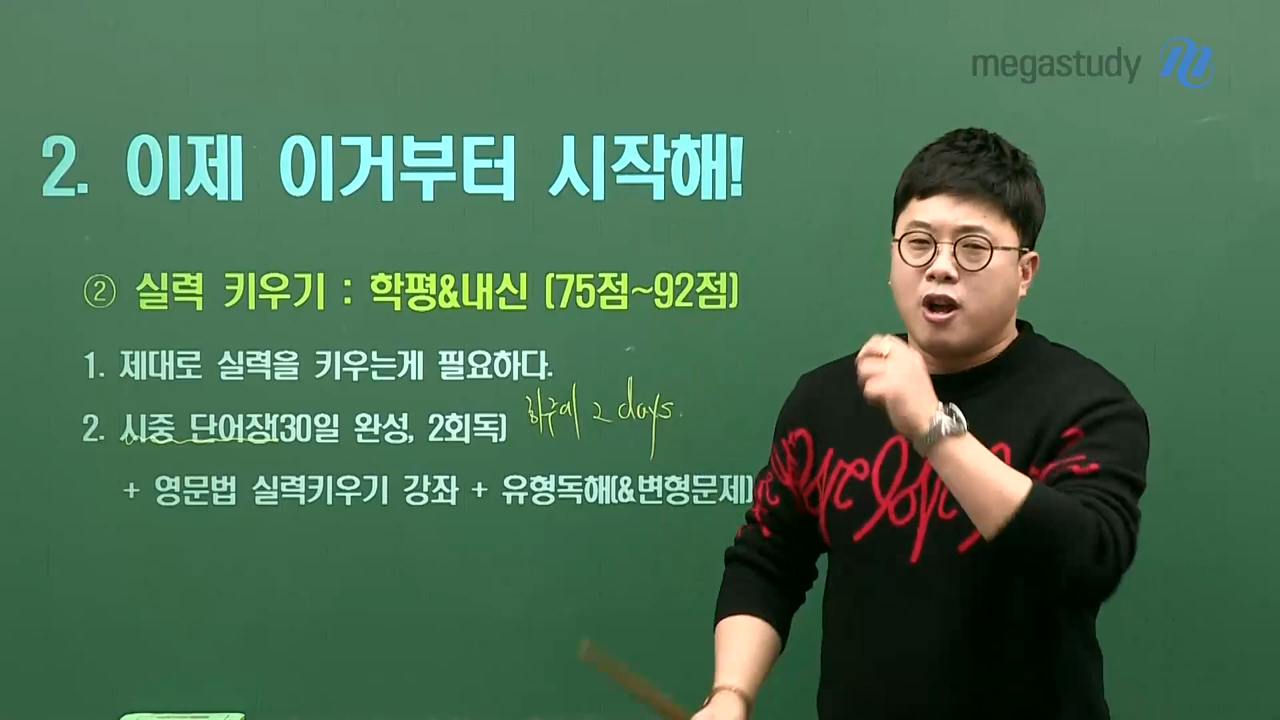 megastudy
2. 이제 이거부터 시작해!
② 실력 키우기 : 학평&내신 (75점~92점)
1. 제대로 실력을 키우는게 필요하다.
2. 시중 단어장(30일 완성, 2회독) 하루에 2 days.
+ 영문법 실력키우기 강좌 + 유형독해(&변형문제)